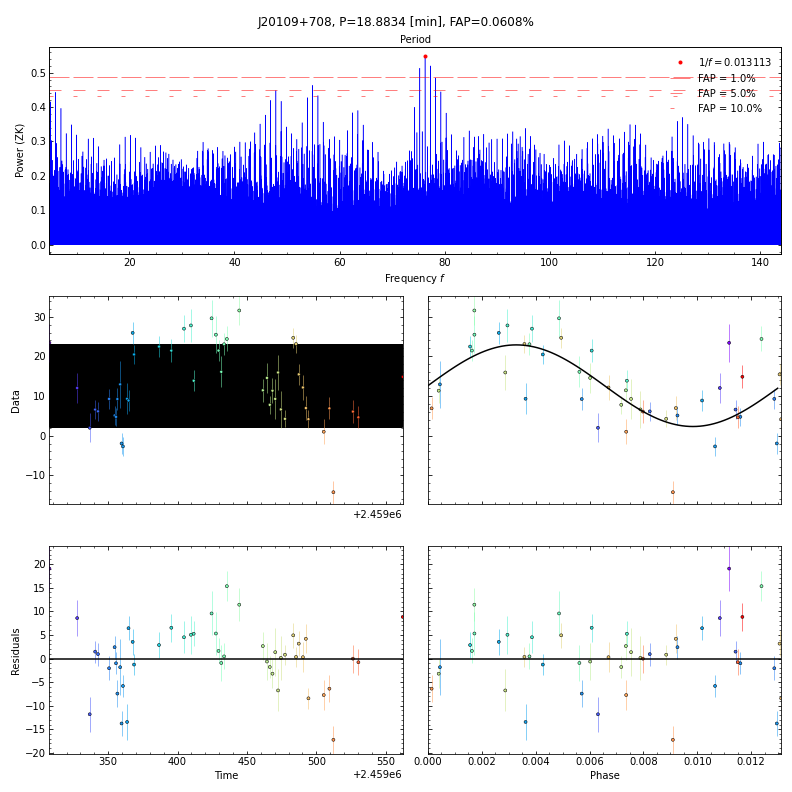 J20109+708, P=18.8834 [min], FAP=0.0608%
Period
1/f = 0.013113
FAP = 1.0%
FAP = 5.0%
FAP = 10.0%
Power (ZK)
0.5
0.4
0.3
0.2
0.1
0.0
20 40 60 80 100 120 140
Frequency f
Data
30
20
10
0
−10
+2.459e6
Residuals
20
15
10
5
0
−5
−10
−15
−20
350 400 450 500 550
Time
+2.459e6
0.000 0.002 0.004 0.006 0.008 0.010 0.012
Phase